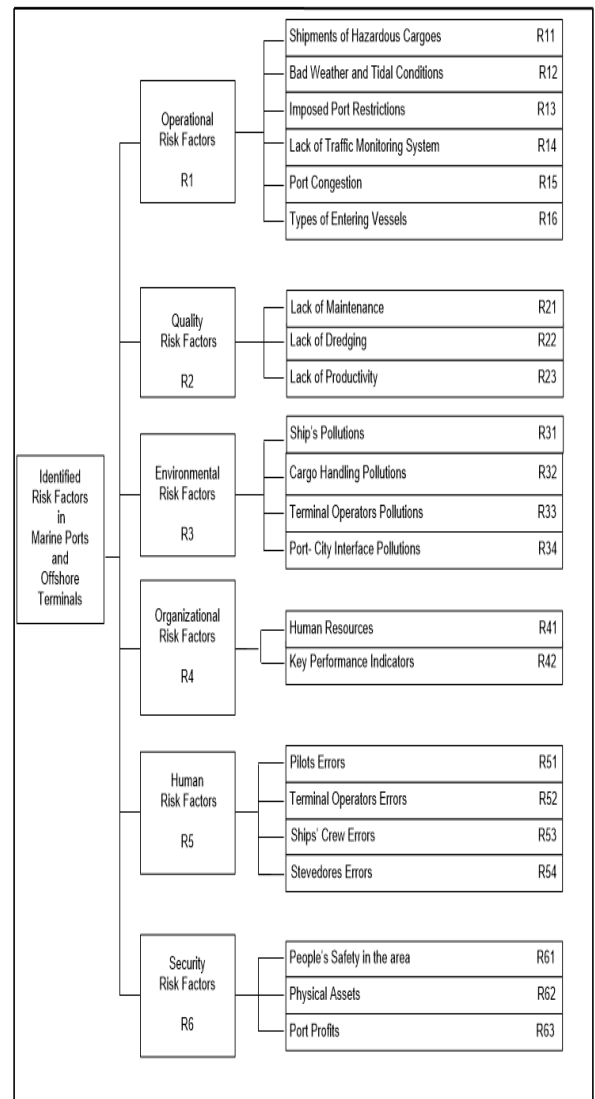 Identified
Risk Factors
in
Marine Ports
and
Offshore
Terminals
Operational
Risk Factors
R1
Shipments of Hazardous Cargoes R11
Bad Weather and Tidal Conditions R12
Imposed Port Restrictions R13
Lack of Traffic Monitoring System R14
Port Congestion R15
Types of Entering Vessels R16
Quality
Risk Factors
R2
Lack of Maintenance R21
Lack of Dredging R22
Lack of Productivity R23
Environmental
Risk Factors
R3
Ship's Pollutions R31
Cargo Handling Pollutions R32
Terminal Operators Pollutions R33
Port- City Interface Pollutions R34
Organizational
Risk Factors
R4
Human Resources R41
Key Performance Indicators R42
Human
Risk Factors
R5
Pilots Errors R51
Terminal Operators Errors R52
Ships' Crew Errors R53
Stevedores Errors R54
Security
Risk Factors
R6
People's Safety in the area R61
Physical Assets R62
Port Profits R63